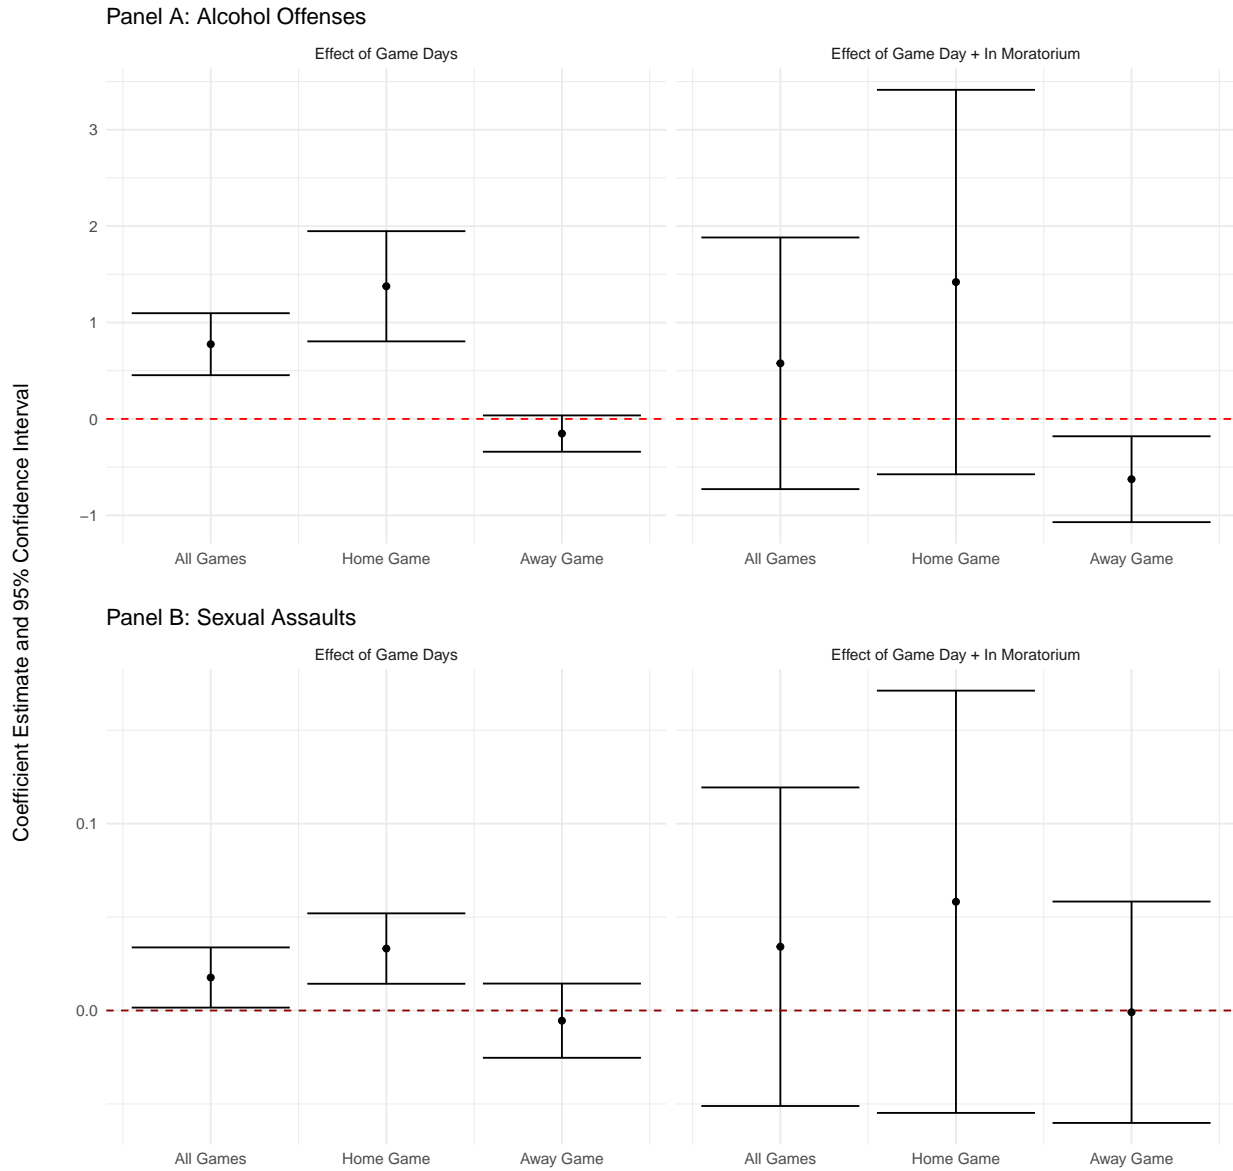 Panel A: Alcohol Offenses
Effect of Game Days
Effect of Game Day + In Moratorium
3
2
1
0
−1
All Games
Home Game
Away Game
All Games
Home Game
Away Game
Coefficient Estimate and 95% Confidence Interval
Panel B: Sexual Assaults
Effect of Game Days
Effect of Game Day + In Moratorium
0.1
0.0
All Games
Home Game
Away Game
All Games
Home Game
Away Game